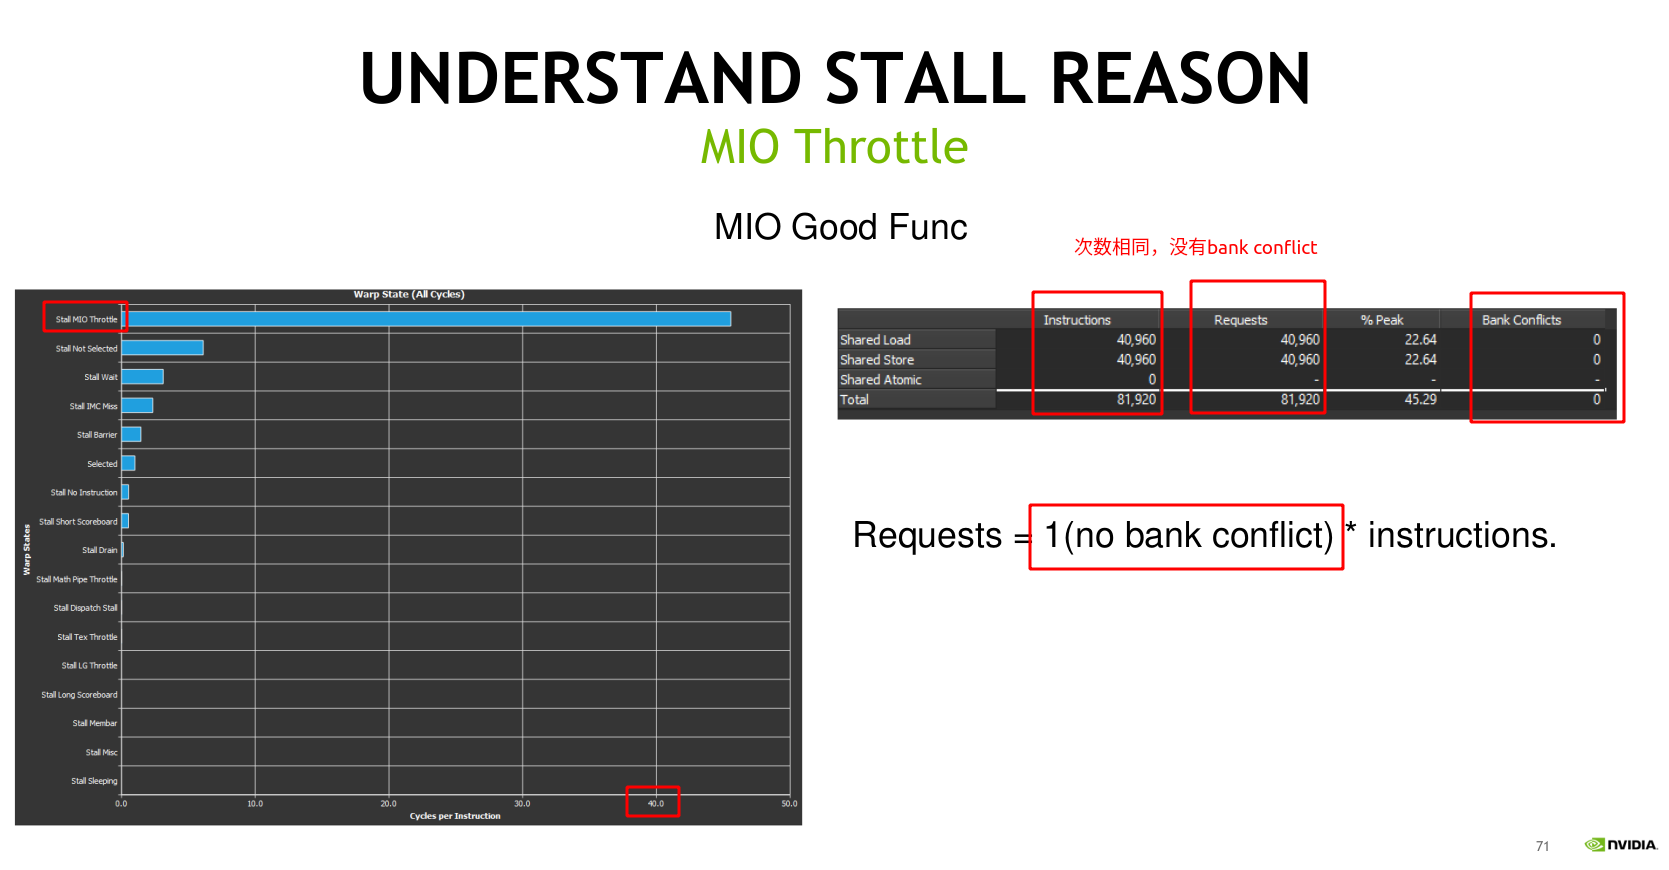 UNDERSTAND STALL REASON
MIO Throttle
MIO Good Func
次数相同，没有bank conflict
Warp State (All Cycles)
Stall MIO Throttle
Stall Not Selected
Stall Wait
Stall IMC Miss
Stall Barrier
Selected
Stall No Instruction
Stall Short Scoreboard
Stall Drain
Stall Math Pipe Throttle
Stall Dispatch Stall
Stall Tex Throttle
Stall LG Throttle
Stall Long Scoreboard
Stall Membar
Stall Misc
Stall Sleeping
Warp States
0.0 10.0 20.0 30.0 40.0 50.0
Cycles per Instruction
Instructions Requests % Peak Bank Conflicts
Shared Load 40,960 40,960 22.64 0
Shared Store 40,960 40,960 22.64 0
Shared Atomic 0 - - -
Total 81,920 81,920 45.29 0
Requests = 1(no bank conflict) * instructions.
71
NVIDIA.